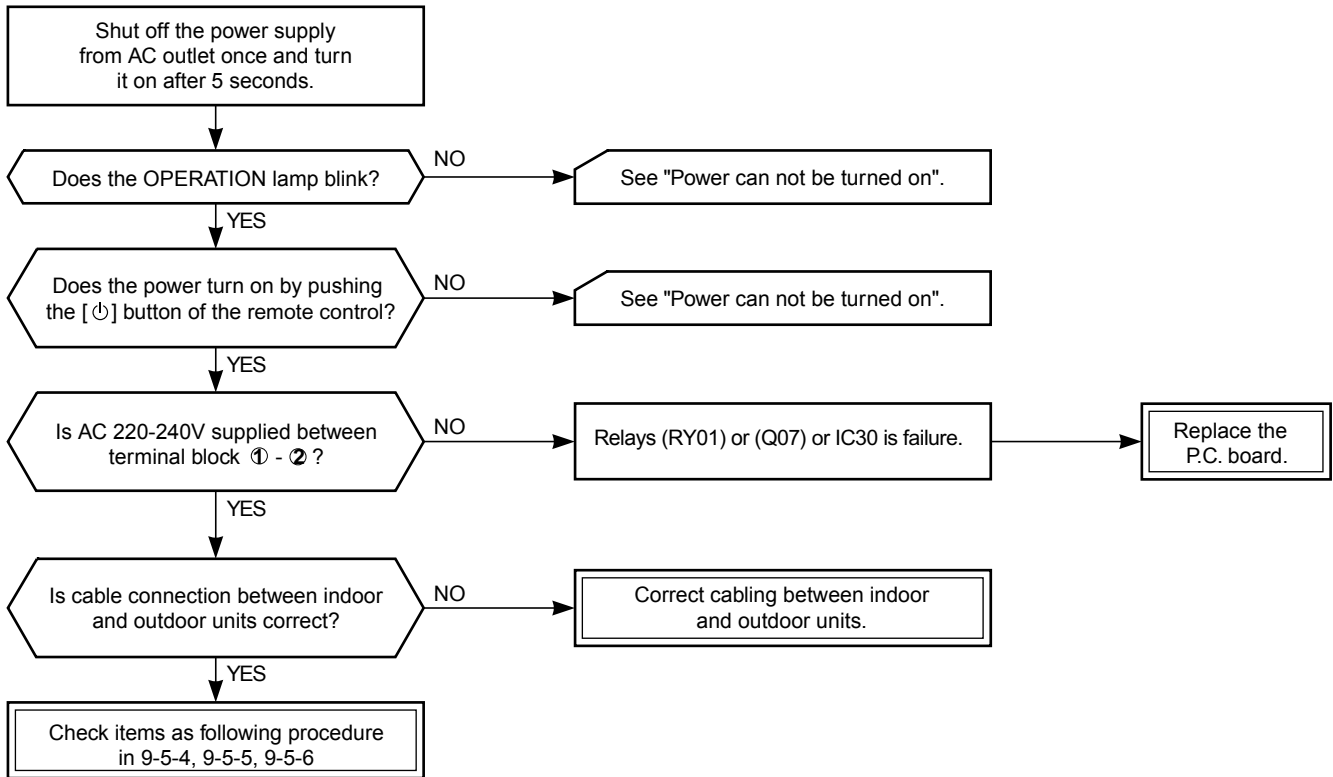 Shut off the power supply
from AC outlet once and turn
it on after 5 seconds.
Does the OPERATION lamp blink?
NO
See "Power can not be turned on".
YES
Does the power turn on by pushing
the [⏻] button of the remote control?
NO
See "Power can not be turned on".
YES
Is AC 220-240V supplied between
terminal block ① - ② ?
NO
Relays (RY01) or (Q07) or IC30 is failure.
Replace the
P.C. board.
YES
Is cable connection between indoor
and outdoor units correct?
NO
Correct cabling between indoor
and outdoor units.
YES
Check items as following procedure
in 9-5-4, 9-5-5, 9-5-6